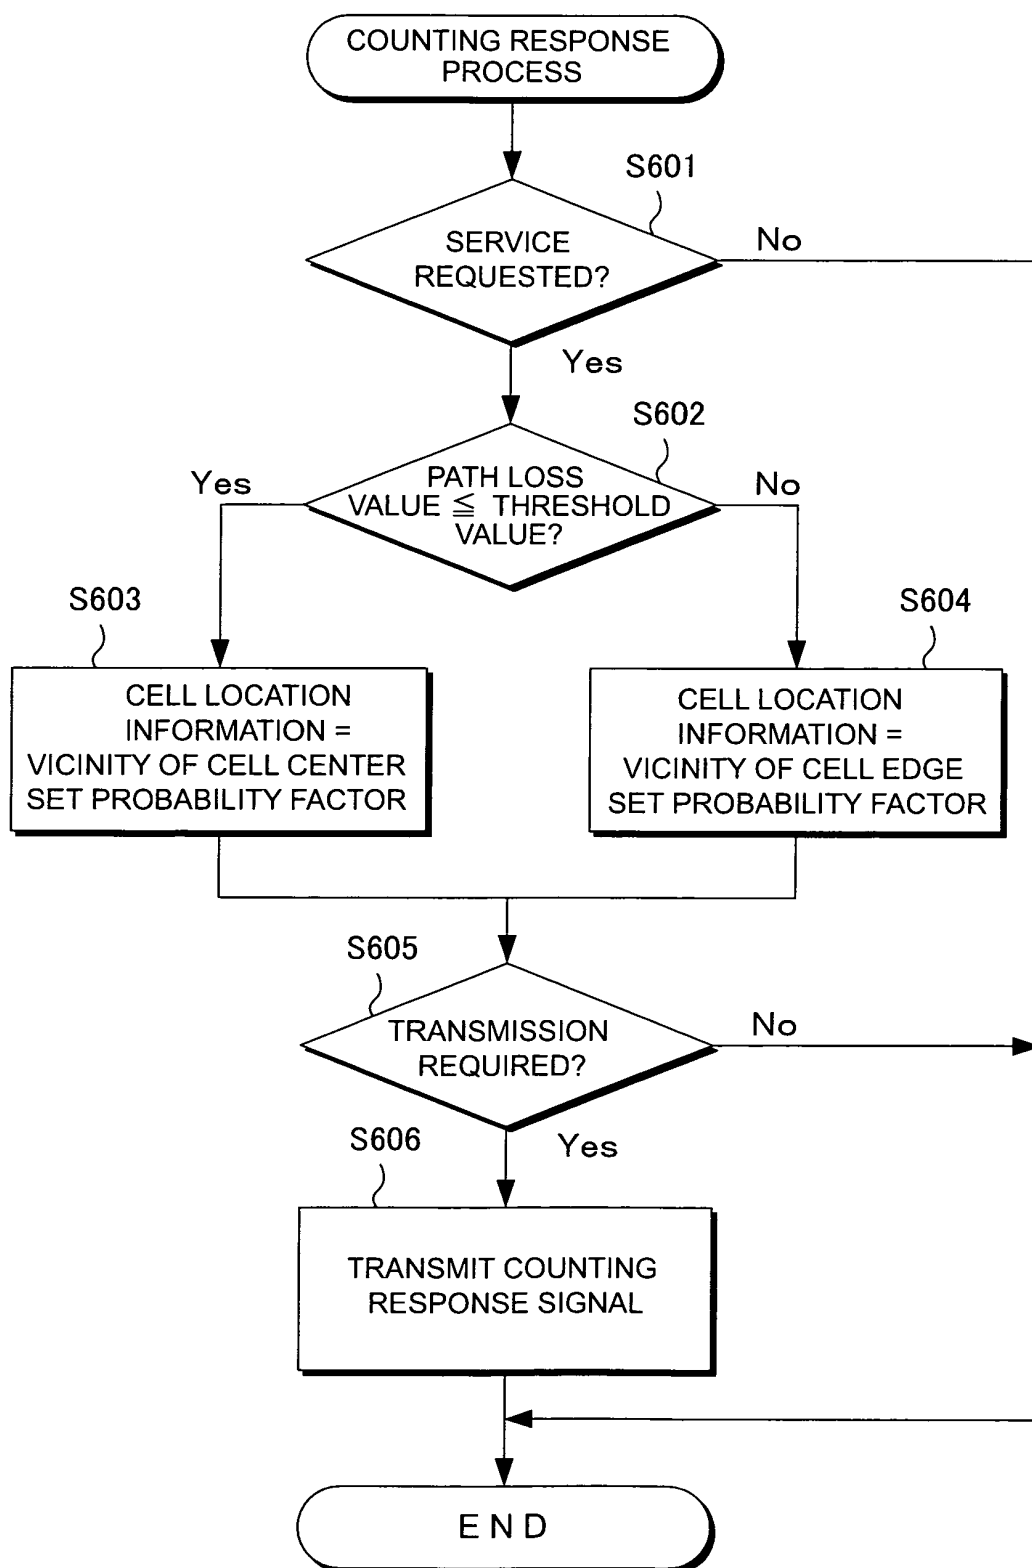 COUNTING RESPONSE
PROCESS
S601
SERVICE
REQUESTED?
No
Yes
S602
Yes
PATH LOSS
VALUE ≦ THRESHOLD
VALUE?
No
S603
S604
CELL LOCATION
INFORMATION =
VICINITY OF CELL CENTER
SET PROBABILITY FACTOR
CELL LOCATION
INFORMATION =
VICINITY OF CELL EDGE
SET PROBABILITY FACTOR
S605
TRANSMISSION
REQUIRED?
No
Yes
S606
TRANSMIT COUNTING
RESPONSE SIGNAL
END